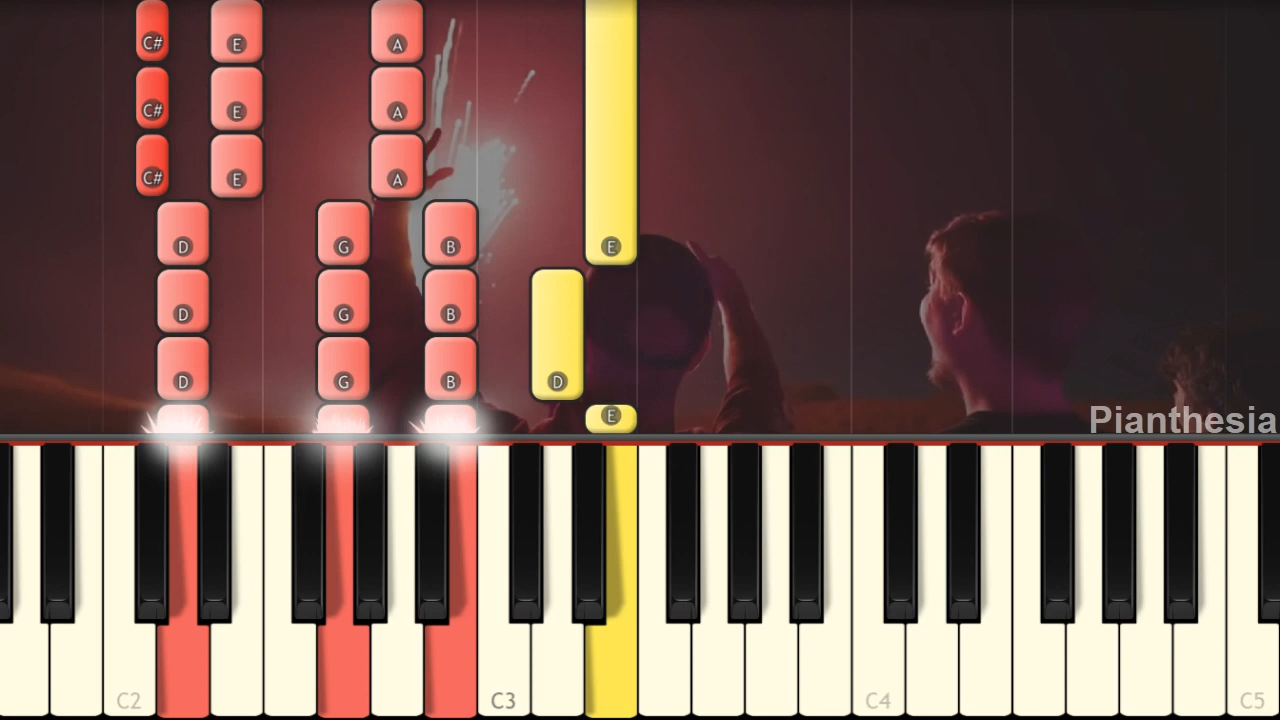 C# E A
C# E A
C# E A
D G B E
D G B
D G B D
E
Pianthesia
C2 C3 C4 C5